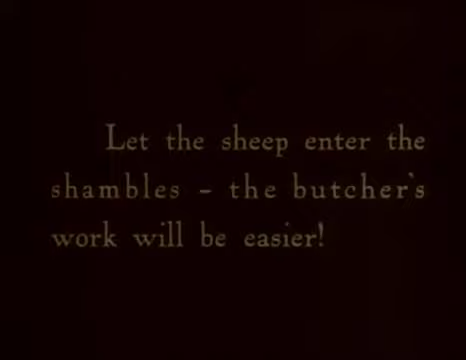 Let the sheep enter the
shambles – the butcher's
work will be easier!